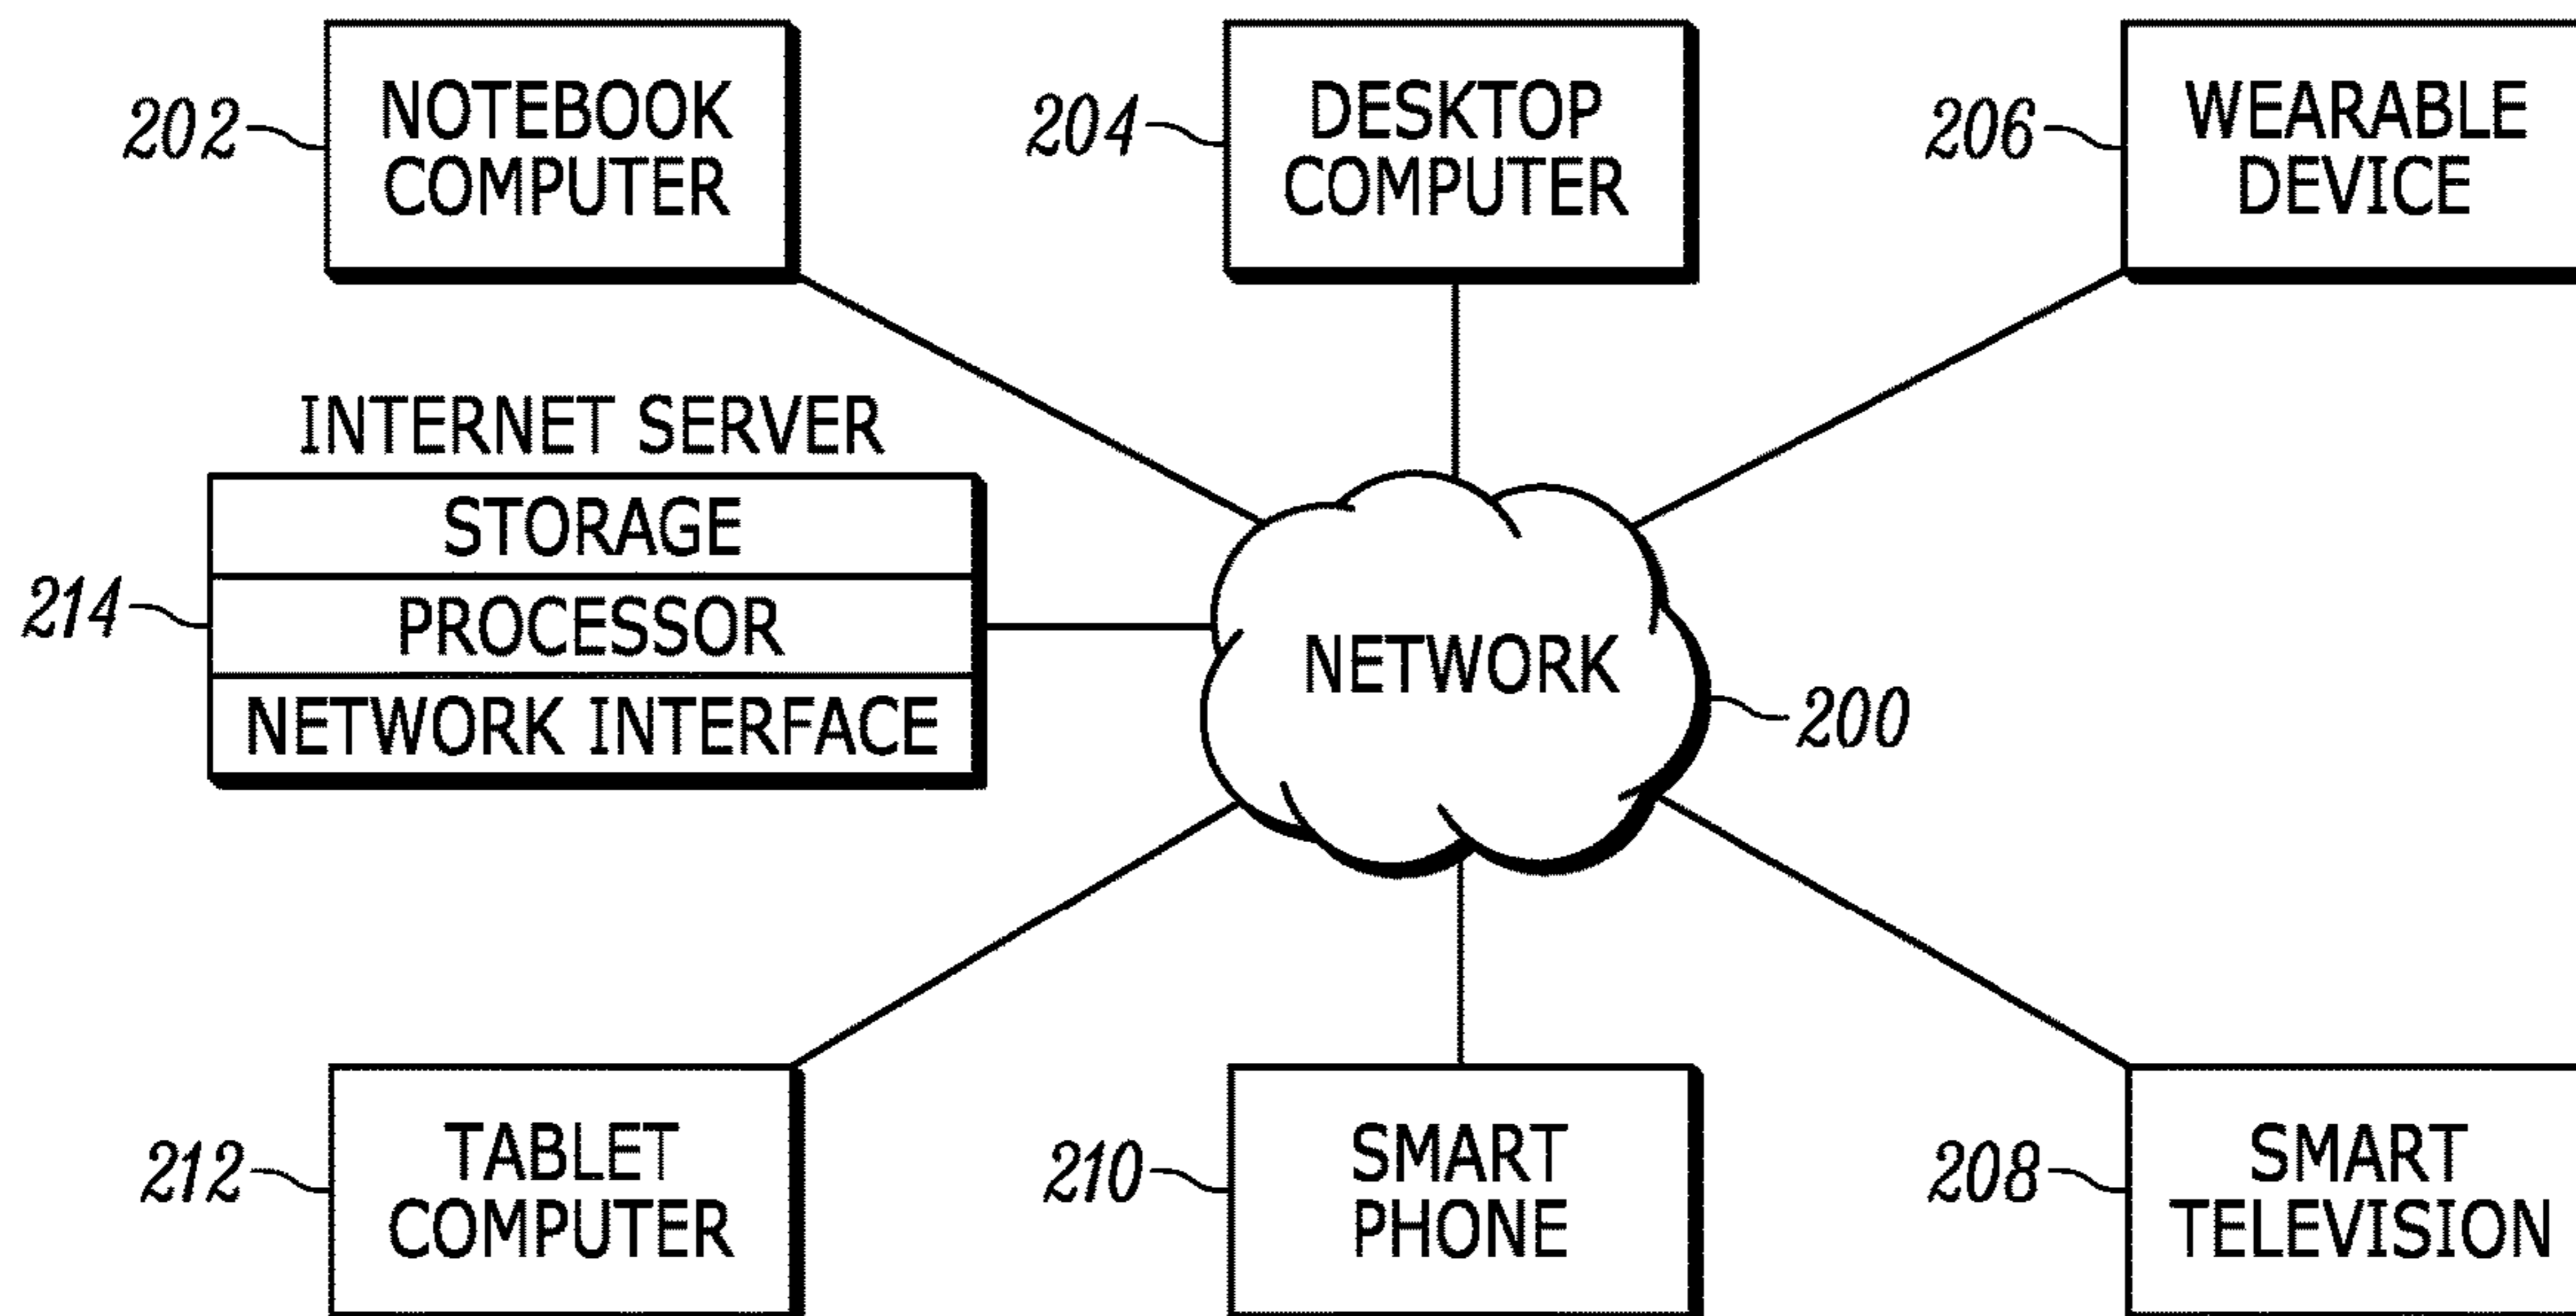 202
NOTEBOOK
COMPUTER
204
DESKTOP
COMPUTER
206
WEARABLE
DEVICE
INTERNET SERVER
214
STORAGE
PROCESSOR
NETWORK INTERFACE
NETWORK
200
212
TABLET
COMPUTER
210
SMART
PHONE
208
SMART
TELEVISION